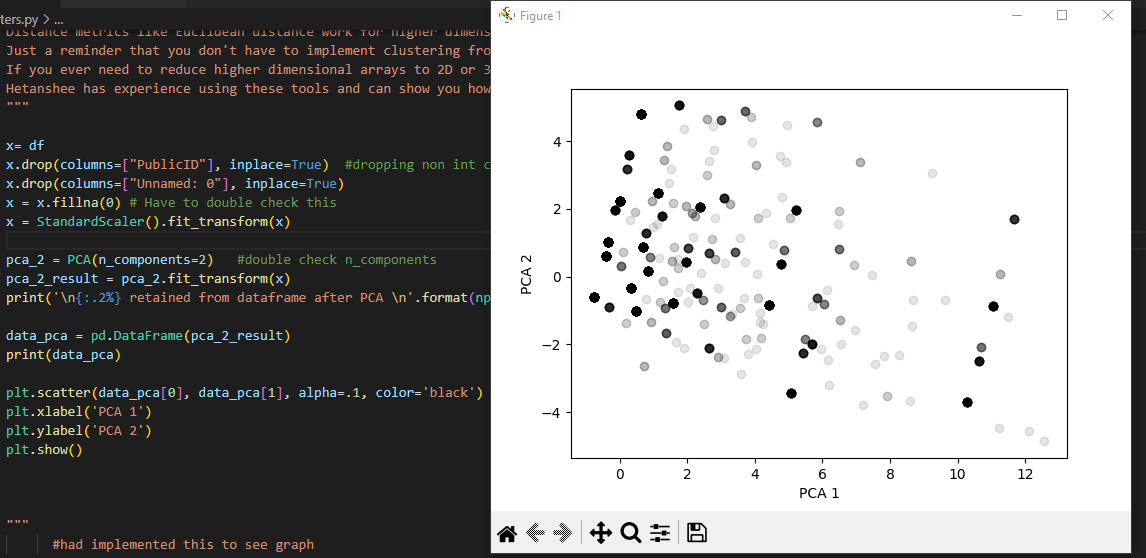 ters.py > ...
Figure 1
Distance metrics like Euclidean distance work for higher dimens
Just a reminder that you don't have to implement clustering fro
If you ever need to reduce higher dimensional arrays to 2D or 3
Hetanshee has experience using these tools and can show you how
"""
x= df
x.drop(columns=["PublicID"], inplace=True)  #dropping non int c
x.drop(columns=["Unnamed: 0"], inplace=True)
x = x.fillna(0) # Have to double check this
x = StandardScaler().fit_transform(x)
pca_2 = PCA(n_components=2)   #double check n_components
pca_2_result = pca_2.fit_transform(x)
print('\n{:.2%} retained from dataframe after PCA \n'.format(np
data_pca = pd.DataFrame(pca_2_result)
print(data_pca)
plt.scatter(data_pca[0], data_pca[1], alpha=.1, color='black')
plt.xlabel('PCA 1')
plt.ylabel('PCA 2')
plt.show()
"""
#had implemented this to see graph
PCA 2
4
2
0
−2
−4
0 2 4 6 8 10 12
PCA 1